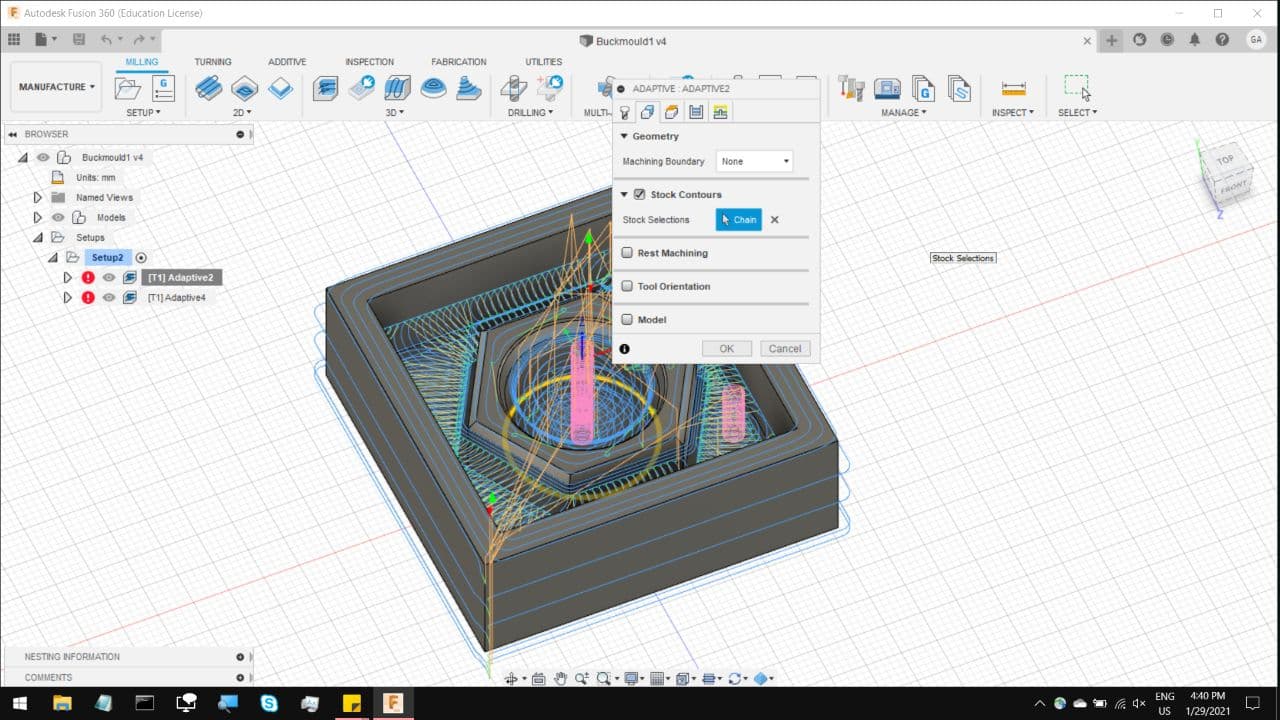 Autodesk Fusion 360 (Education License)
Buckmould1 v4
GA
MANUFACTURE
MILLING TURNING ADDITIVE INSPECTION FABRICATION UTILITIES
SETUP 2D 3D DRILLING MULTI- MANAGE INSPECT SELECT
BROWSER
Buckmould1 v4
Units: mm
Named Views
Models
Setups
Setup2
[T1] Adaptive2
[T1] Adaptive4
ADAPTIVE : ADAPTIVE2
Geometry
Machining Boundary None
Stock Contours
Stock Selections Chain
Rest Machining
Tool Orientation
Model
OK Cancel
Stock Selections
TOP
FRONT
Z
NESTING INFORMATION
COMMENTS
ENG
US
4:40 PM
1/29/2021